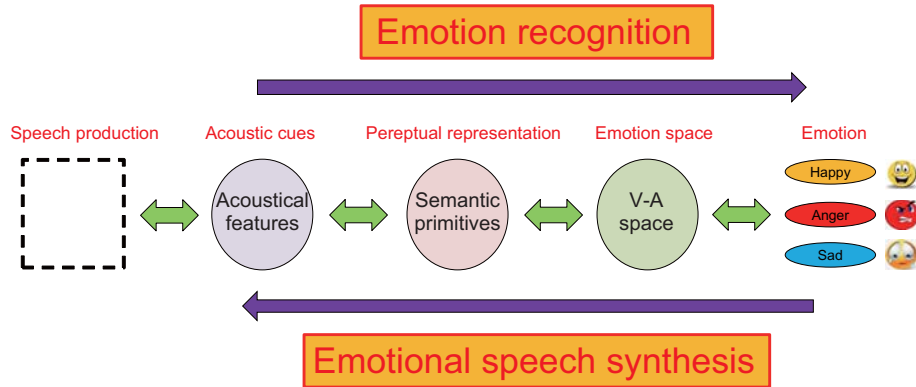 Emotion recognition
Speech production
Acoustic cues
Pereptual representation
Emotion space
Emotion
Acoustical
features
Semantic
primitives
V-A
space
Happy
Anger
Sad
Emotional speech synthesis